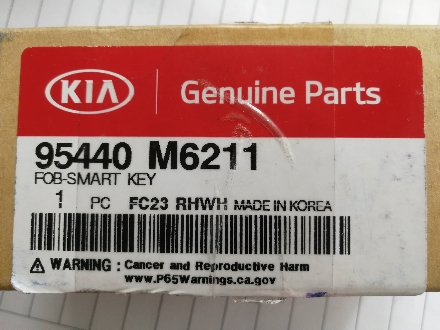 KIA Genuine Parts
95440 M6211
FOB-SMART KEY
1 PC FC23 RHWH MADE IN KOREA
WARNING : Cancer and Reproductive Harm
www.P65Warnings.ca.gov